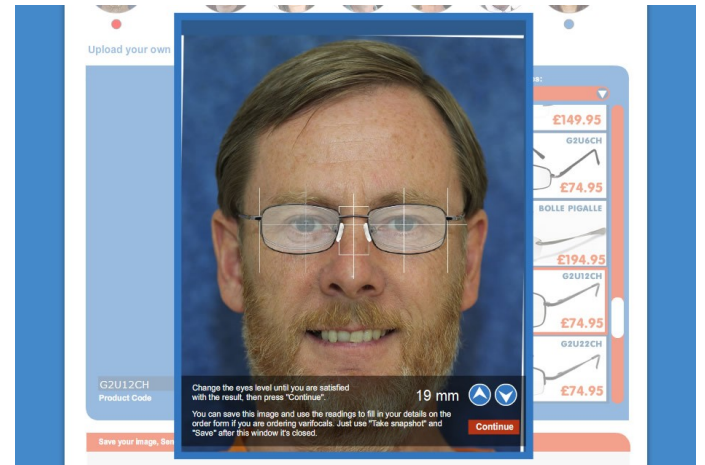 Upload your own
es:
£149.95
G2U6CH
£74.95
BOLLE PIGALLE
£194.95
G2U12CH
£74.95
G2U22CH
£74.95
G2U12CH
Product Code
Change the eyes level until you are satisfied
with the result, then press "Continue".
19 mm
You can save this image and use the readings to fill in your details on the
order form if you are ordering varifocals. Just use "Take snapshot" and
"Save" after this window it's closed.
Continue
Save your image, Sen